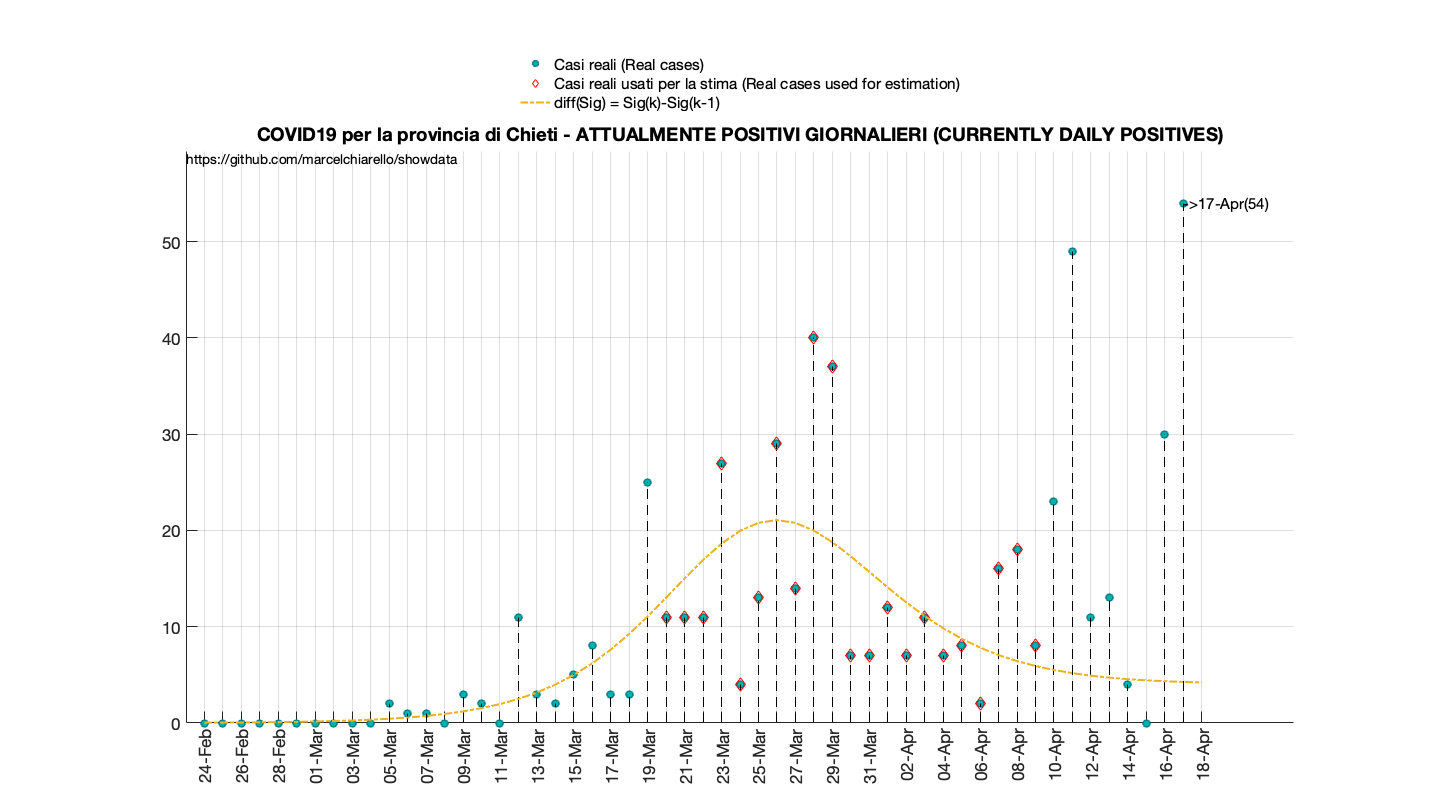 Casi reali (Real cases)
Casi reali usati per la stima (Real cases used for estimation)
diff(Sig) = Sig(k)-Sig(k-1)
COVID19 per la provincia di Chieti - ATTUALMENTE POSITIVI GIORNALIERI (CURRENTLY DAILY POSITIVES)
https://github.com/marcelchiarello/showdata
->17-Apr(54)
50
40
30
20
10
0
24-Feb
26-Feb
28-Feb
01-Mar
03-Mar
05-Mar
07-Mar
09-Mar
11-Mar
13-Mar
15-Mar
17-Mar
19-Mar
21-Mar
23-Mar
25-Mar
27-Mar
29-Mar
31-Mar
02-Apr
04-Apr
06-Apr
08-Apr
10-Apr
12-Apr
14-Apr
16-Apr
18-Apr